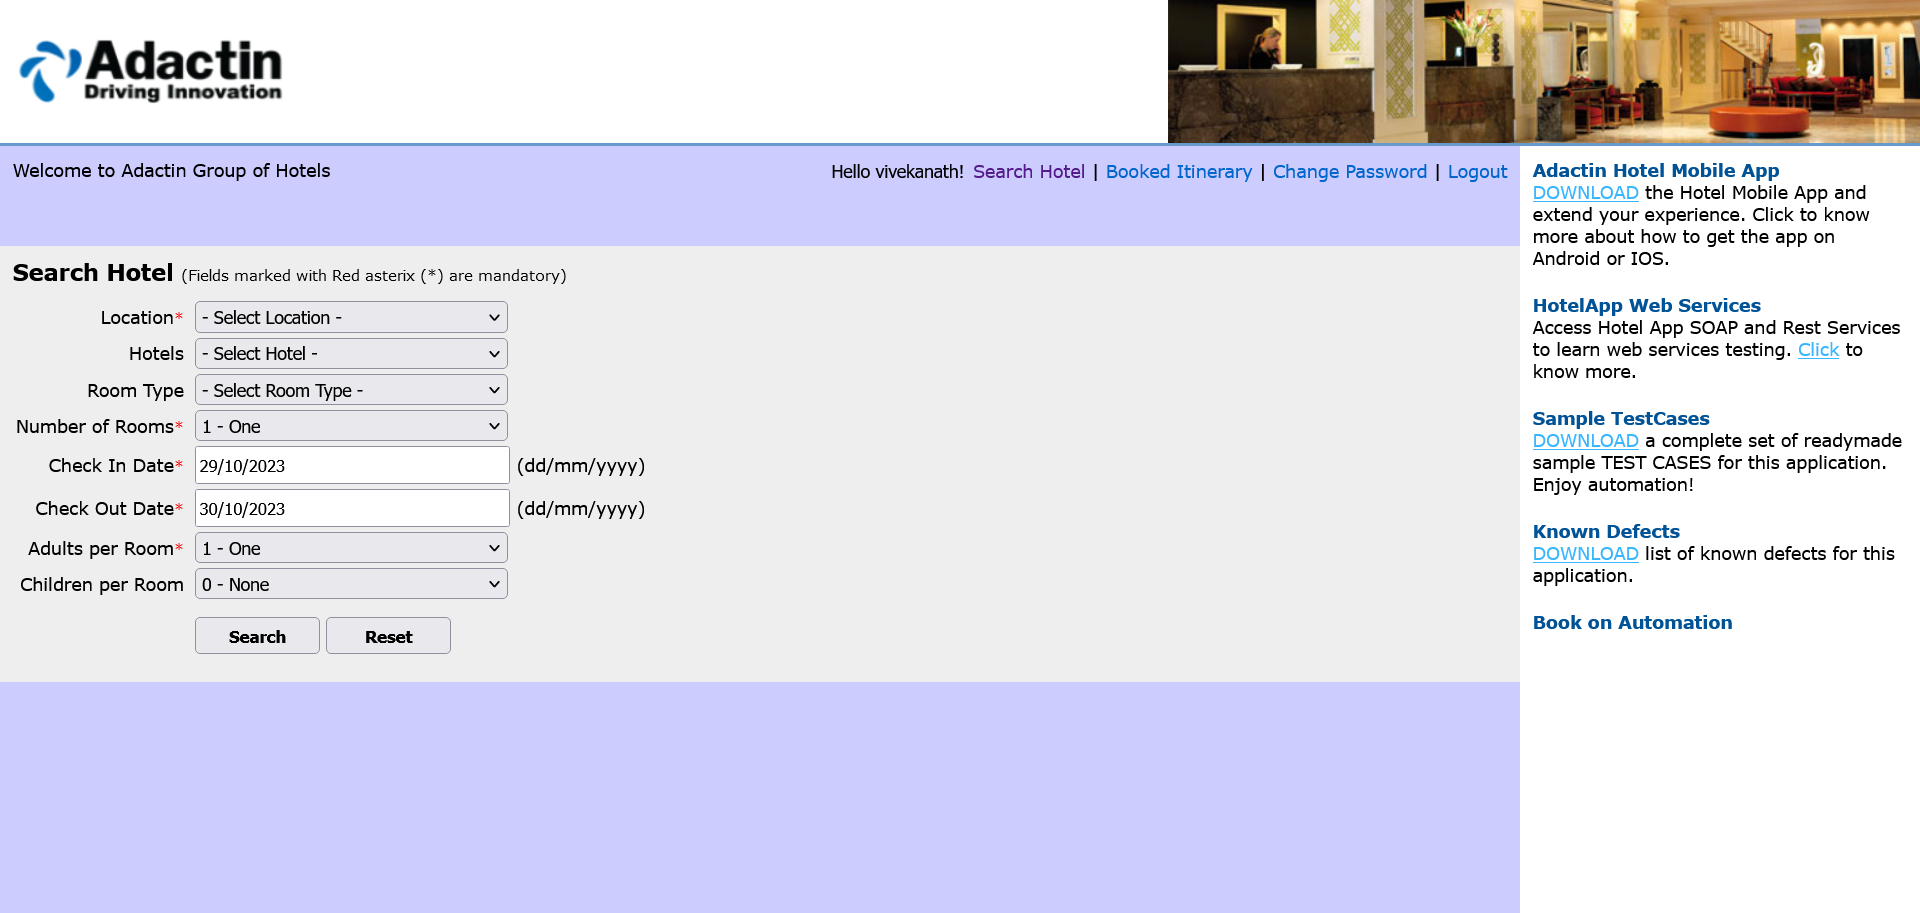 Adactin
Driving Innovation
Welcome to Adactin Group of Hotels
Hello vivekanath! Search Hotel | Booked Itinerary | Change Password | Logout
Search Hotel (Fields marked with Red asterix (*) are mandatory)
Location* - Select Location -
Hotels - Select Hotel -
Room Type - Select Room Type -
Number of Rooms* 1 - One
Check In Date* 29/10/2023 (dd/mm/yyyy)
Check Out Date* 30/10/2023 (dd/mm/yyyy)
Adults per Room* 1 - One
Children per Room 0 - None
Search Reset
Adactin Hotel Mobile App
DOWNLOAD the Hotel Mobile App and
extend your experience. Click to know
more about how to get the app on
Android or IOS.
HotelApp Web Services
Access Hotel App SOAP and Rest Services
to learn web services testing. Click to
know more.
Sample TestCases
DOWNLOAD a complete set of readymade
sample TEST CASES for this application.
Enjoy automation!
Known Defects
DOWNLOAD list of known defects for this
application.
Book on Automation